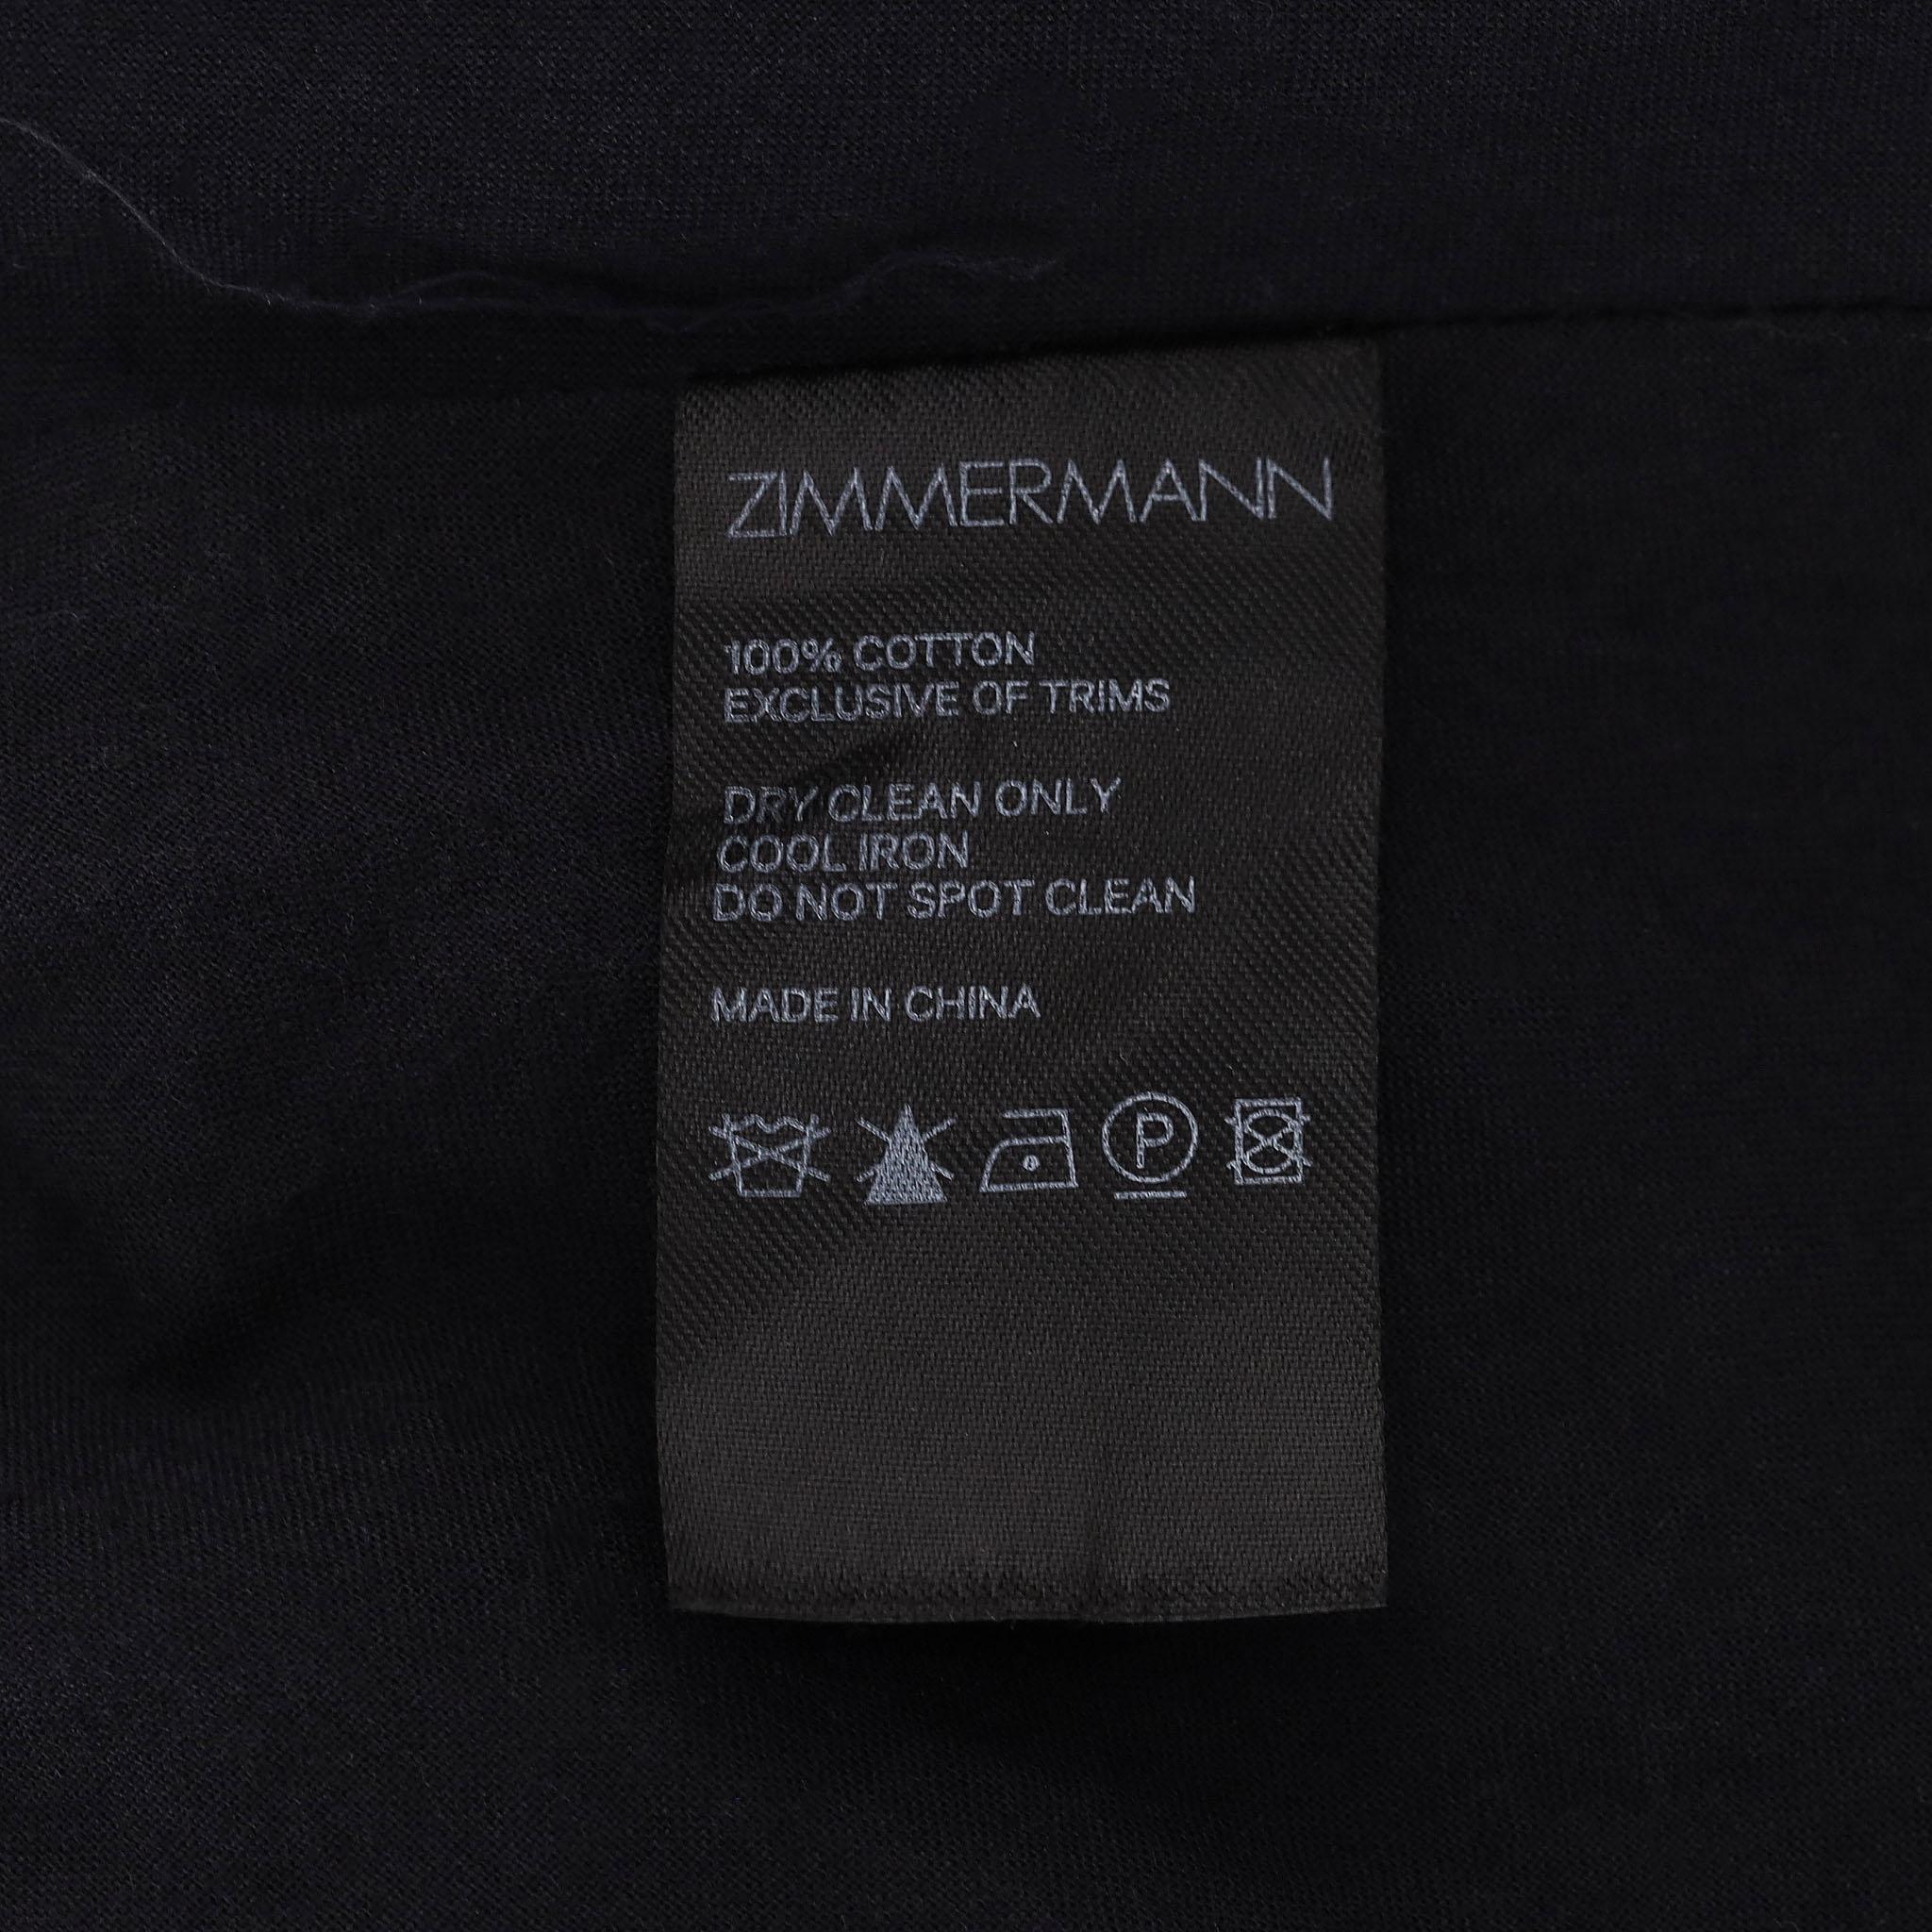 ZIMMERMANN
100% COTTON
EXCLUSIVE OF TRIMS
DRY CLEAN ONLY
COOL IRON
DO NOT SPOT CLEAN
MADE IN CHINA
P